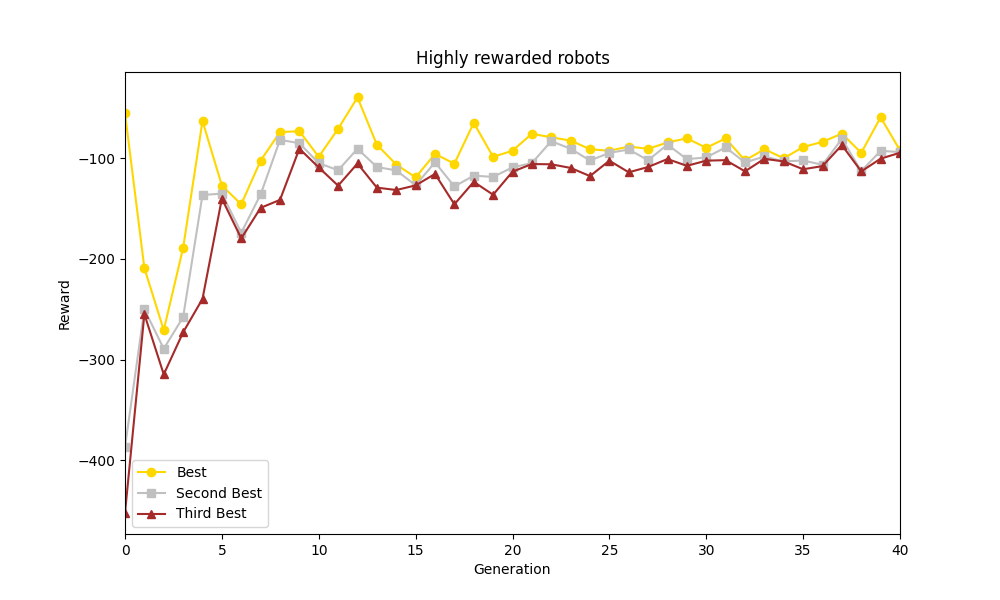 Highly rewarded robots
−100
−200
−300
−400
Reward
Best
Second Best
Third Best
0 5 10 15 20 25 30 35 40
Generation